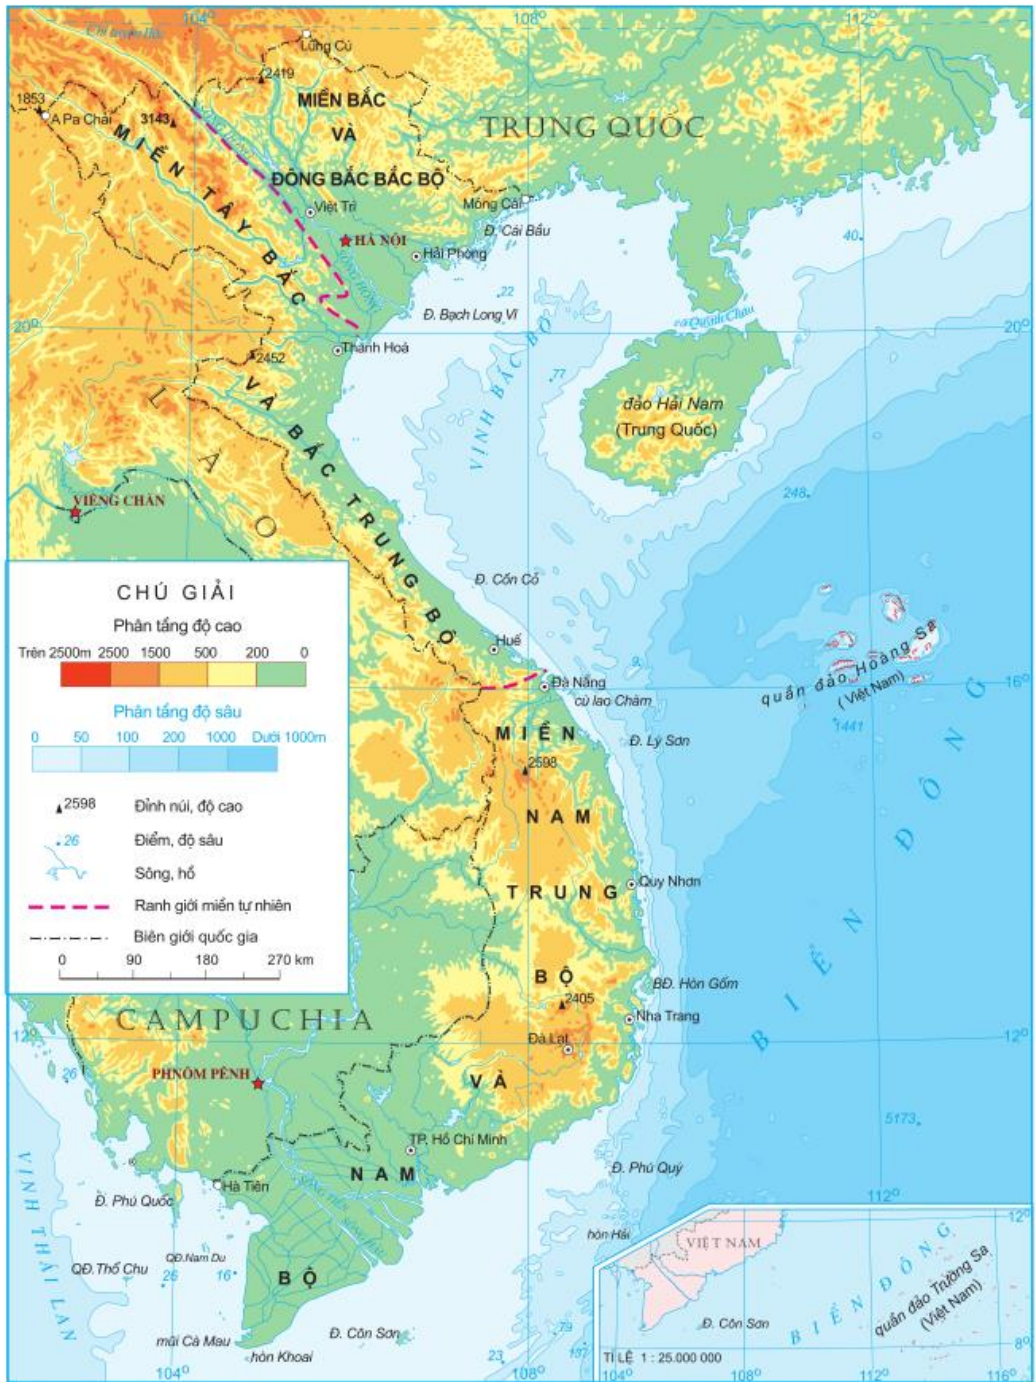 104°
108°
112°
Lũng Cú
2419
1853
A Pa Chải
3143
MIỀN BẮC
VÀ
ĐÔNG BẮC BẮC BỘ
TRUNG QUỐC
MIỀN TÂY BẮC
VÀ BẮC TRUNG BỘ
Việt Trì
HÀ NỘI
Móng Cái
Đ. Cái Bầu
Hải Phòng
SÔNG HỒNG
40
22
Đ. Bạch Long Vĩ
20°
20°
Thanh Hoá
2452
77
VỊNH BẮC BỘ
đảo Hải Nam
(Trung Quốc)
LAO
VIÊNG CHĂN
248
Đ. Cồn Cỏ
Huế
9
Đà Nẵng
cù lao Chàm
quần đảo Hoàng Sa
(Việt Nam)
16°
1441
Đ. Lý Sơn
CHÚ GIẢI
Phân tầng độ cao
Trên 2500m 2500 1500 500 200 0
Phân tầng độ sâu
0 50 100 200 1000 Dưới 1000m
2598 Đỉnh núi, độ cao
26 Điểm, độ sâu
Sông, hồ
Ranh giới miền tự nhiên
Biên giới quốc gia
0 90 180 270 km
MIỀN
2598
NAM
TRUNG
Quy Nhơn
BỘ
BĐ. Hòn Gốm
2405
Nha Trang
Đà Lạt
VÀ
BIỂN ĐÔNG
CAMPUCHIA
12°
12°
PHNÔM PÊNH
26
5173
TP. Hồ Chí Minh
NAM
Hà Tiên
SÔNG TIỀN
Đ. Phú Quốc
Đ. Phú Quý
VỊNH THÁI LAN
QĐ. Nam Du
QĐ. Thổ Chu
26
16
BỘ
hòn Hải
mũi Cà Mau
hòn Khoai
Đ. Côn Sơn
79
23
104°
108°
112°
12°
VIỆT NAM
BIỂN ĐÔNG
quần đảo Trường Sa
(Việt Nam)
Đ. Côn Sơn
8°
TỈ LỆ 1 : 25.000 000
104°
108°
112°
116°